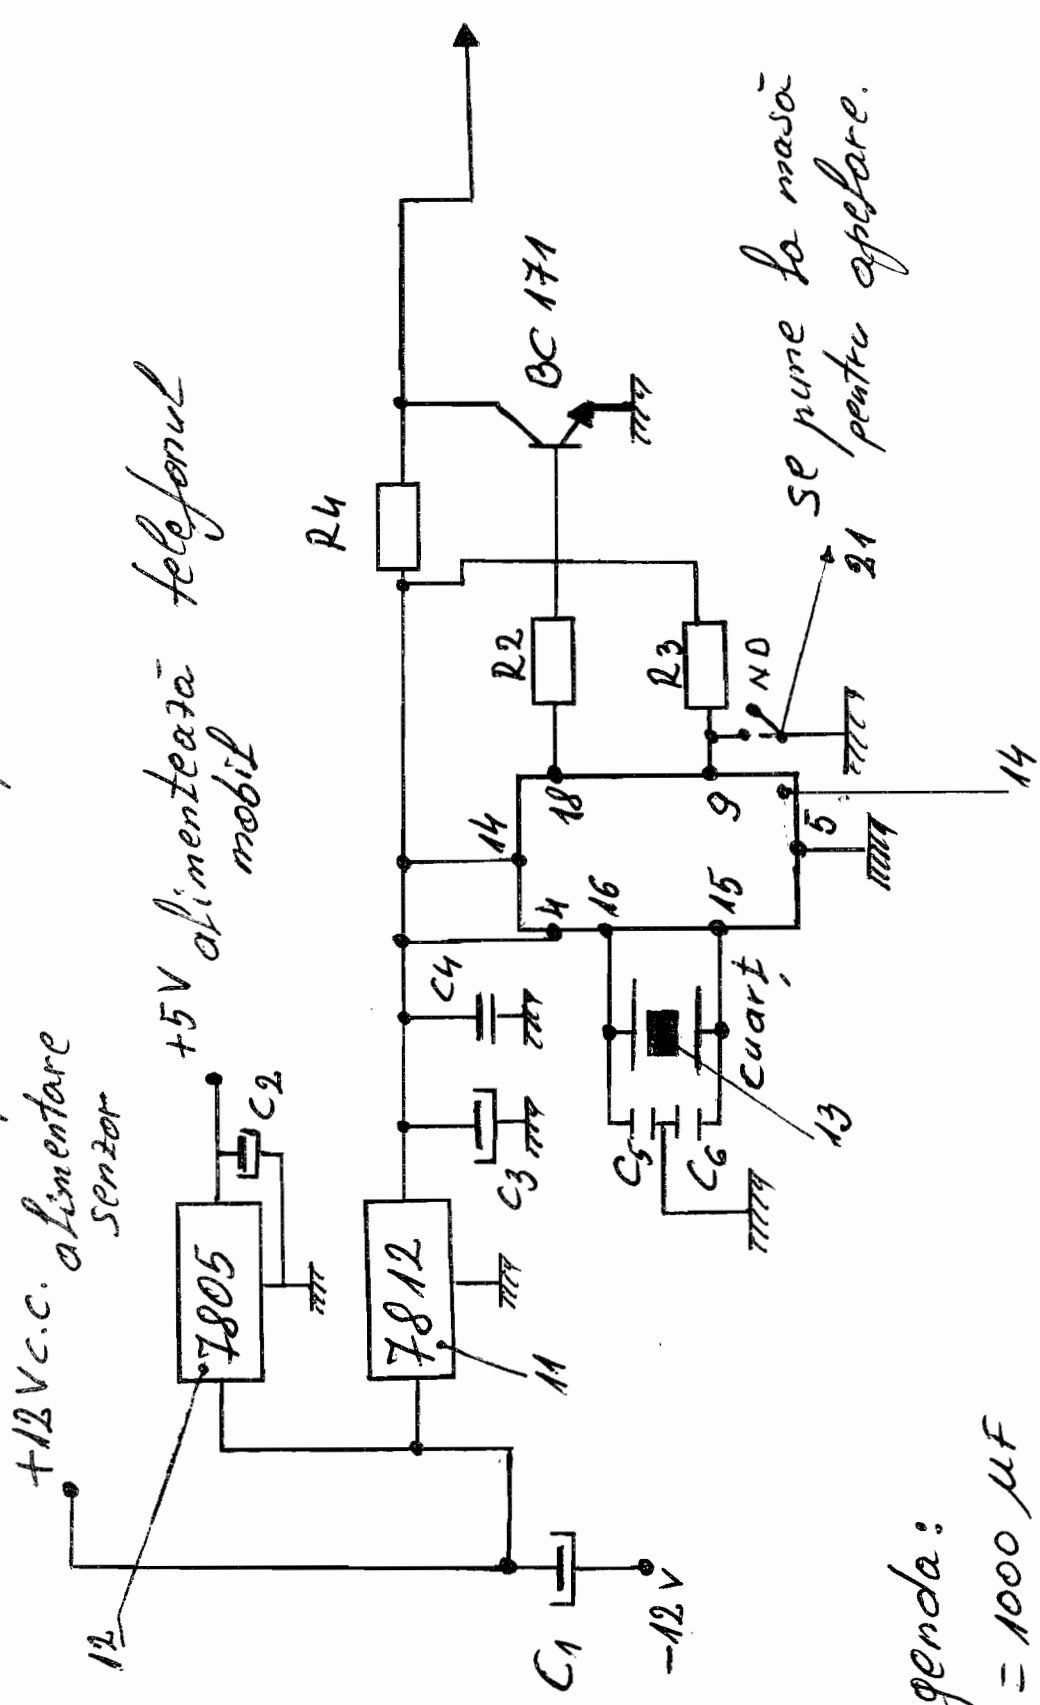 +12V c.c. alimentare
senzor
+5V alimentează telefonul
mobil
12
7805
C2
7812
11
C3
C4
R4
C1
-12V
C5
C6
cuarț
13
4
14
16
15
18
9
5
14
R2
R3
ND
21
BC 171
se pune la masă
pentru apelare.
genda:
= 1000 µF